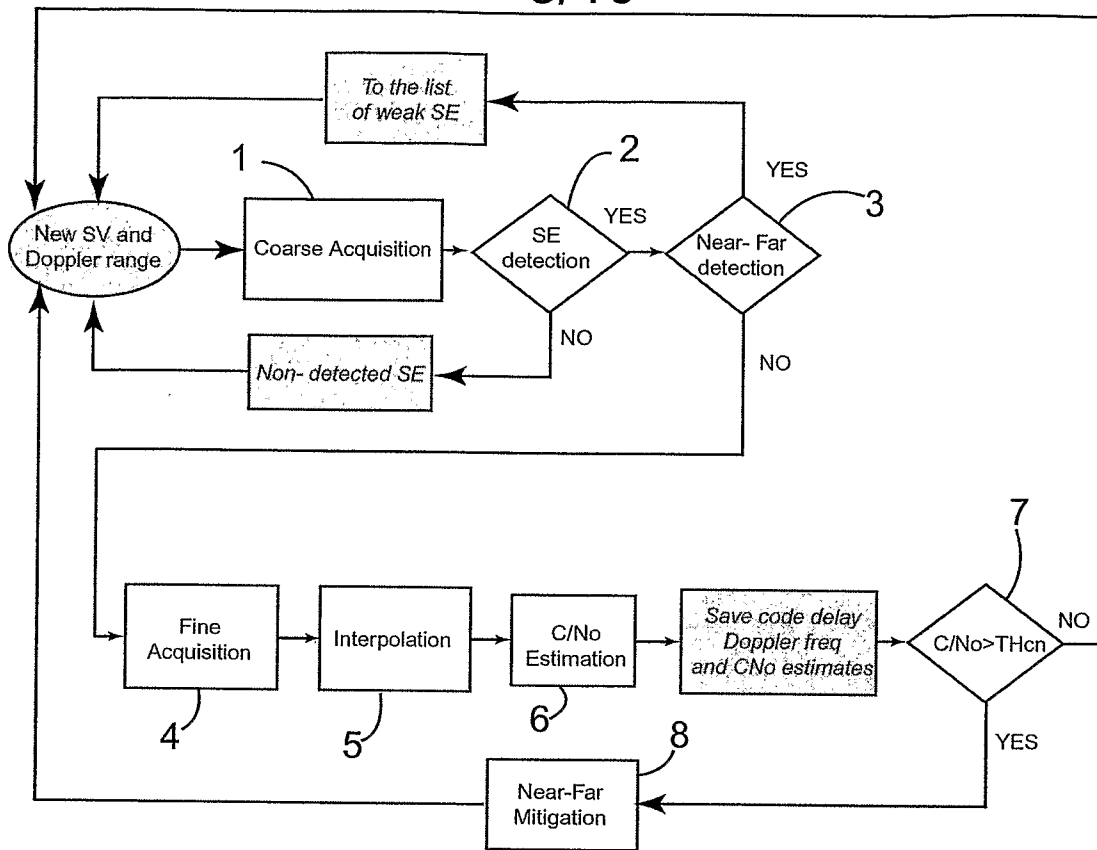 To the list
of weak SE
1
2
YES
YES
3
New SV and
Doppler range
Coarse Acquisition
SE
detection
Near- Far
detection
NO
NO
Non- detected SE
7
Fine
Acquisition
Interpolation
C/No
Estimation
Save code delay
Doppler freq
and CNo estimates
C/No>THcn
NO
4
5
6
8
YES
Near-Far
Mitigation